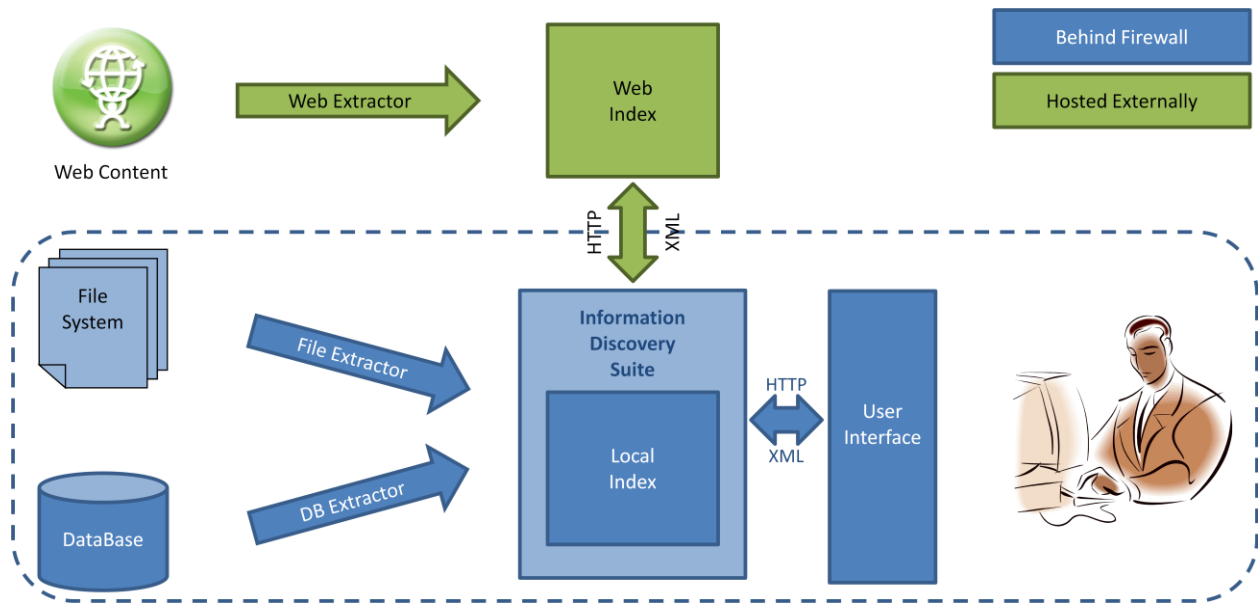 Behind Firewall
Hosted Externally
Web Extractor
Web
Index
Web Content
HTTP
XML
File
System
File Extractor
Information
Discovery
Suite
Local
Index
HTTP
XML
User
Interface
DB Extractor
DataBase